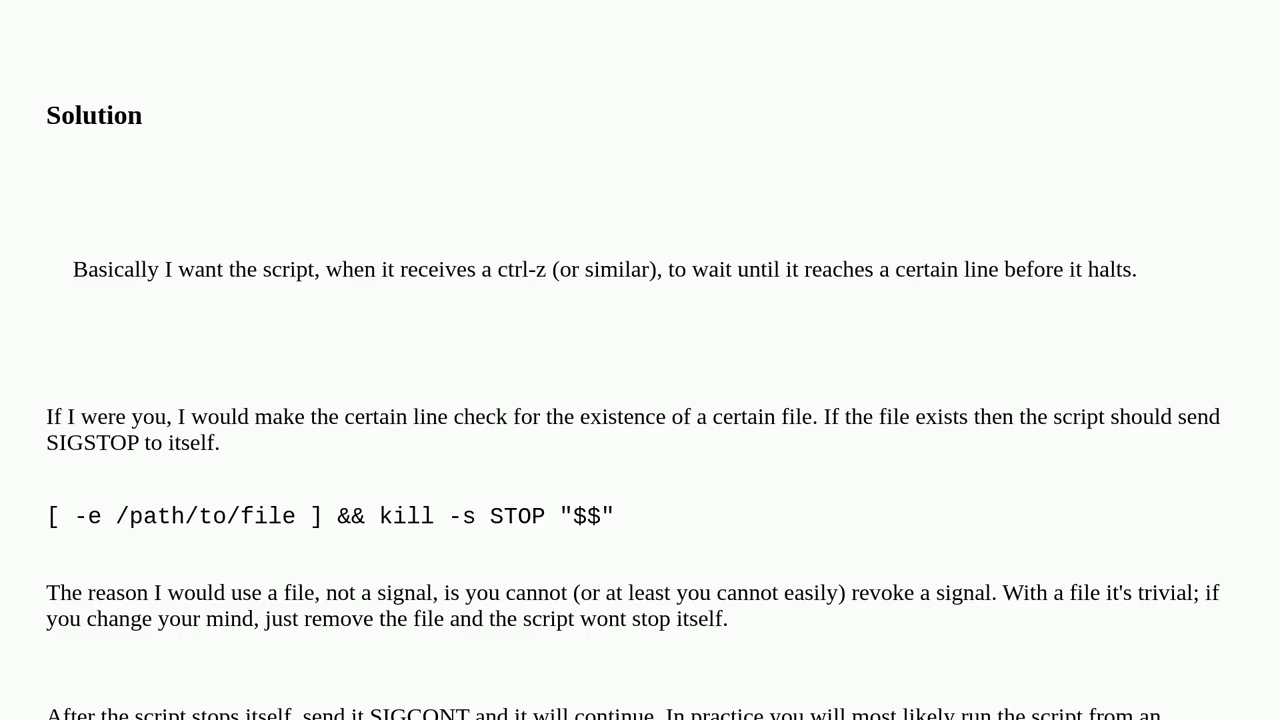 Solution
Basically I want the script, when it receives a ctrl-z (or similar), to wait until it reaches a certain line before it halts.
If I were you, I would make the certain line check for the existence of a certain file. If the file exists then the script should send
SIGSTOP to itself.
[ -e /path/to/file ] && kill -s STOP "$$"
The reason I would use a file, not a signal, is you cannot (or at least you cannot easily) revoke a signal. With a file it's trivial; if
you change your mind, just remove the file and the script wont stop itself.
After the script stops itself, send it SIGCONT and it will continue. In practice you will most likely run the script from an